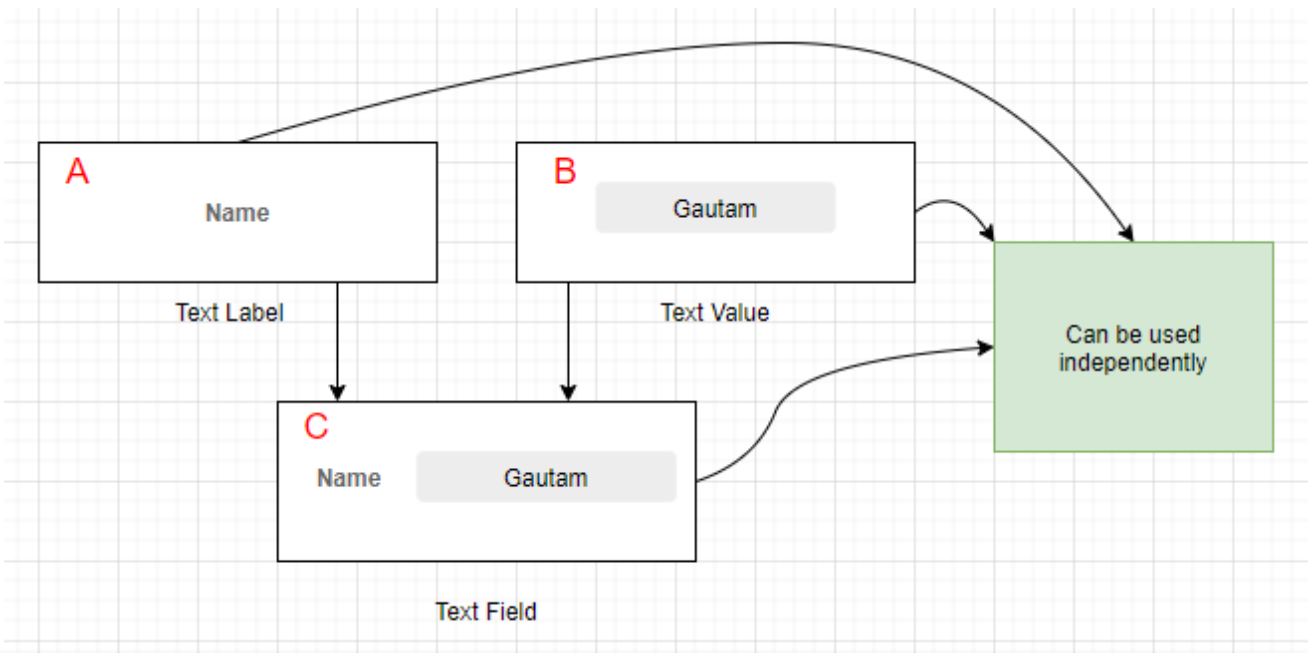 A
Name
Text Label
B
Gautam
Text Value
C
Name Gautam
Text Field
Can be used
independently